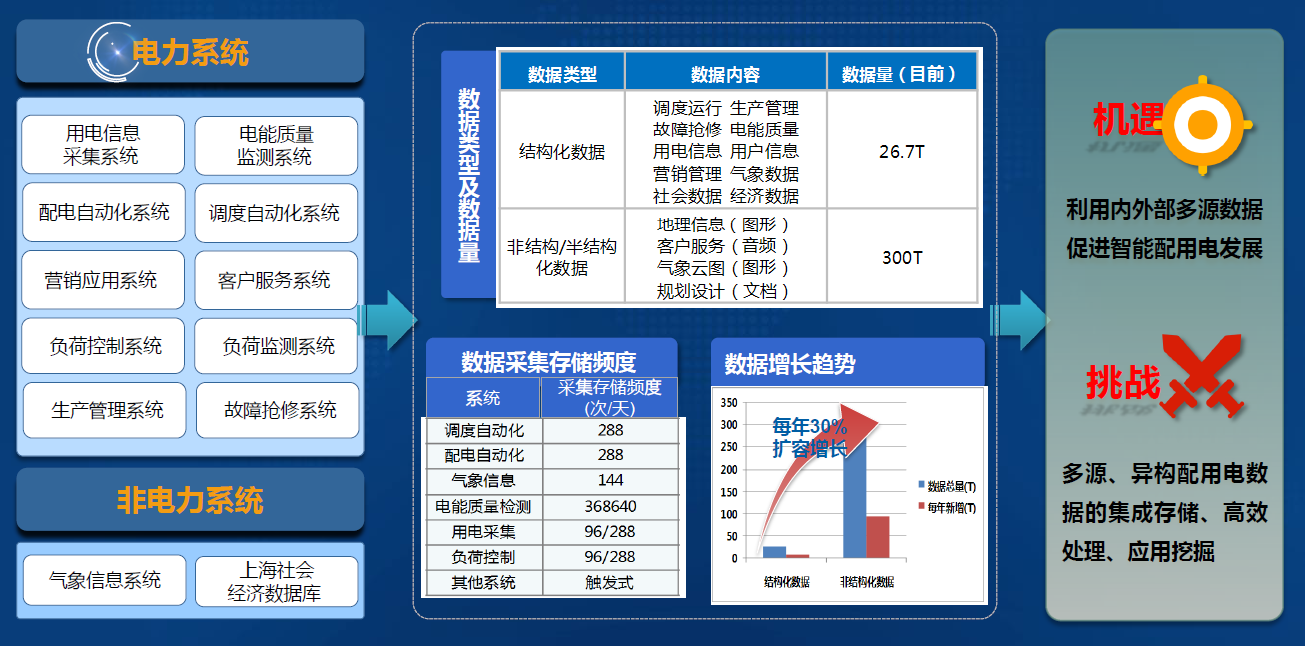 电力系统
用电信息
采集系统
电能质量
监测系统
配电自动化系统
调度自动化系统
营销应用系统
客户服务系统
负荷控制系统
负荷监测系统
生产管理系统
故障抢修系统
非电力系统
气象信息系统
上海社会
经济数据库
数据类型及数据量
数据类型 数据内容 数据量（目前）
结构化数据
调度运行 生产管理
故障抢修 电能质量
用电信息 用户信息
营销管理 气象数据
社会数据 经济数据
26.7T
非结构/半结构
化数据
地理信息（图形）
客户服务（音频）
气象云图（图形）
规划设计（文档）
300T
数据采集存储频度
系统
采集存储频度
(次/天)
调度自动化 288
配电自动化 288
气象信息 144
电能质量检测 368640
用电采集 96/288
负荷控制 96/288
其他系统 触发式
数据增长趋势
每年30%
扩容增长
350
300
250
200
150
100
50
0
结构化数据 非结构化数据
数据总量(T)
每年新增(T)
机遇
利用内外部多源数据
促进智能配用电发展
挑战
多源、异构配用电数
据的集成存储、高效
处理、应用挖掘